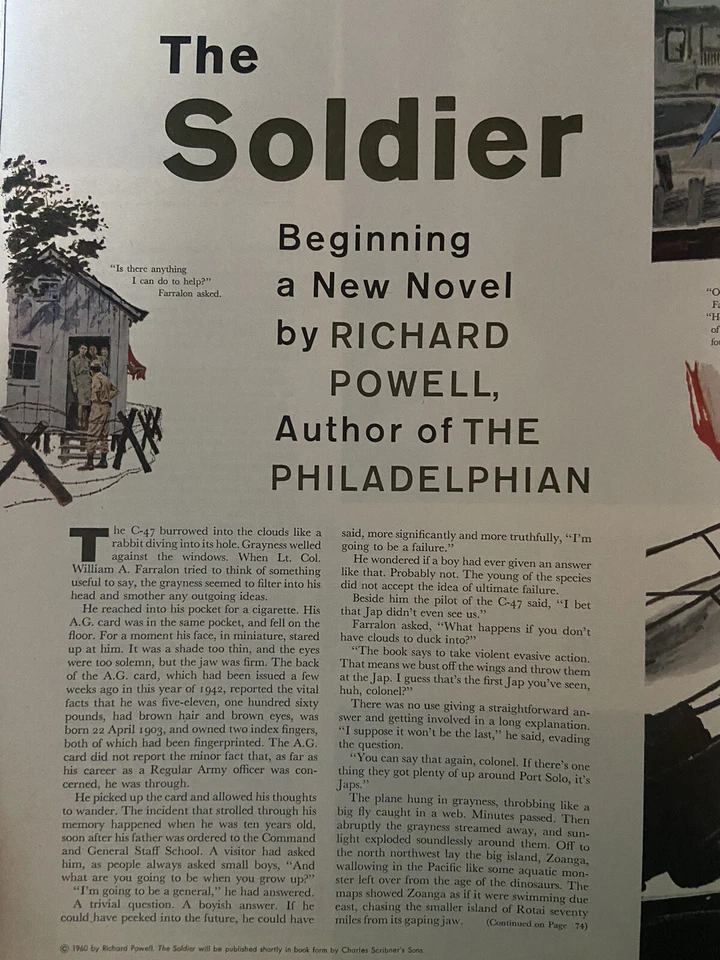 The
Soldier
Beginning
a New Novel
by RICHARD
POWELL,
Author of THE
PHILADELPHIAN
"Is there anything
I can do to help?"
Farralon asked.
The C-47 burrowed into the clouds like a
rabbit diving into its hole. Grayness welled
against the windows. When Lt. Col.
William A. Farralon tried to think of something
useful to say, the grayness seemed to filter into his
head and smother any outgoing ideas.
He reached into his pocket for a cigarette. His
A.G. card was in the same pocket, and fell on the
floor. For a moment his face, in miniature, stared
up at him. It was a shade too thin, and the eyes
were too solemn, but the jaw was firm. The back
of the A.G. card, which had been issued a few
weeks ago in this year of 1942, reported the vital
facts that he was five-eleven, one hundred sixty
pounds, had brown hair and brown eyes, was
born 22 April 1903, and owned two index fingers,
both of which had been fingerprinted. The A.G.
card did not report the minor fact that, as far as
his career as a Regular Army officer was con-
cerned, he was through.
He picked up the card and allowed his thoughts
to wander. The incident that strolled through his
memory happened when he was ten years old,
soon after his father was ordered to the Command
and General Staff School. A visitor had asked
him, as people always asked small boys, "And
what are you going to be when you grow up?"
"I'm going to be a general," he had answered.
A trivial question. A boyish answer. If he
could have peeked into the future, he could have
said, more significantly and more truthfully, "I'm
going to be a failure."
He wondered if a boy had ever given an answer
like that. Probably not. The young of the species
did not accept the idea of ultimate failure.
Beside him the pilot of the C-47 said, "I bet
that Jap didn't even see us."
Farralon asked, "What happens if you don't
have clouds to duck into?"
"The book says to take violent evasive action.
That means we bust off the wings and throw them
at the Jap. I guess that's the first Jap you've seen,
huh, colonel?"
There was no use giving a straightforward an-
swer and getting involved in a long explanation.
"I suppose it won't be the last," he said, evading
the question.
"You can say that again, colonel. If there's one
thing they got plenty of up around Port Solo, it's
Japs."
The plane hung in grayness, throbbing like a
big fly caught in a web. Minutes passed. Then
abruptly the grayness streamed away, and sun-
light exploded soundlessly around them. Off to
the north northwest lay the big island, Zoanga,
wallowing in the Pacific like some aquatic mon-
ster left over from the age of the dinosaurs. The
maps showed Zoanga as if it were swimming due
east, chasing the smaller island of Rotai seventy
miles from its gaping jaw. (Continued on Page 74)
© 1960 by Richard Powell. The Soldier will be published shortly in book form by Charles Scribner's Sons